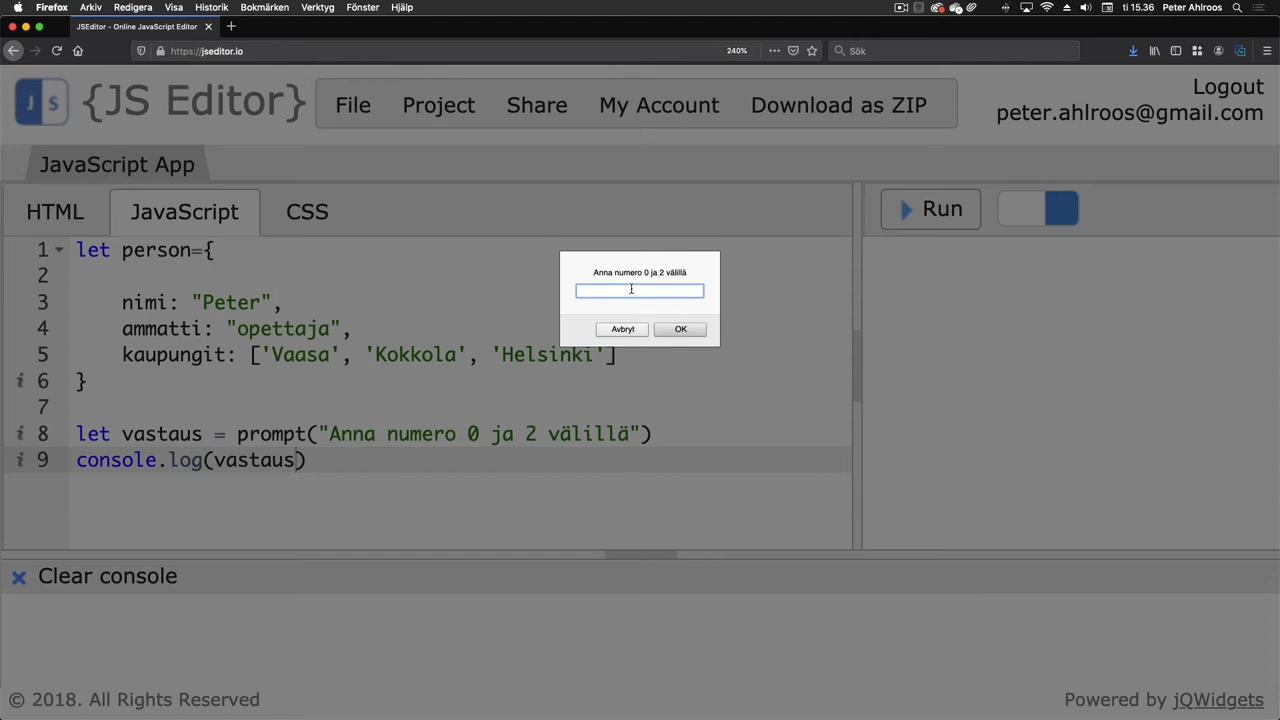 Firefox Arkiv Redigera Visa Historik Bokmärken Verktyg Fönster Hjälp ti 15.36 Peter Ahlroos
JSEditor - Online JavaScript Editor
https://jseditor.io 240% Sök
JS {JS Editor} File Project Share My Account Download as ZIP
Logout
peter.ahlroos@gmail.com
JavaScript App
HTML JavaScript CSS Run
1 let person={
2
3 nimi: "Peter",
4 ammatti: "opettaja",
5 kaupungit: ['Vaasa', 'Kokkola', 'Helsinki']
6 }
7
8 let vastaus = prompt("Anna numero 0 ja 2 välillä")
9 console.log(vastaus)
Anna numero 0 ja 2 välillä
Avbryt OK
Clear console
© 2018. All Rights Reserved Powered by jQWidgets